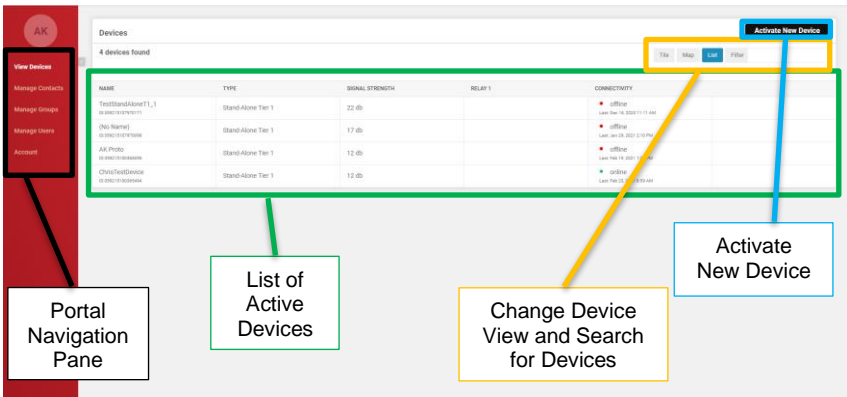 AK
Devices
Activate New Device
4 devices found
Tile Map List Filter
View Devices
Manage Contacts
Manage Groups
Manage Users
Account
NAME TYPE SIGNAL STRENGTH RELAY 1 CONNECTIVITY
TestStandAloneT1_1 Stand-Alone Tier 1 22 db offline
(No Name) Stand-Alone Tier 1 17 db offline
AK Proto Stand-Alone Tier 1 12 db offline
ChrisTestDevice Stand-Alone Tier 1 12 db online
Portal
Navigation
Pane
List of
Active
Devices
Change Device
View and Search
for Devices
Activate
New Device